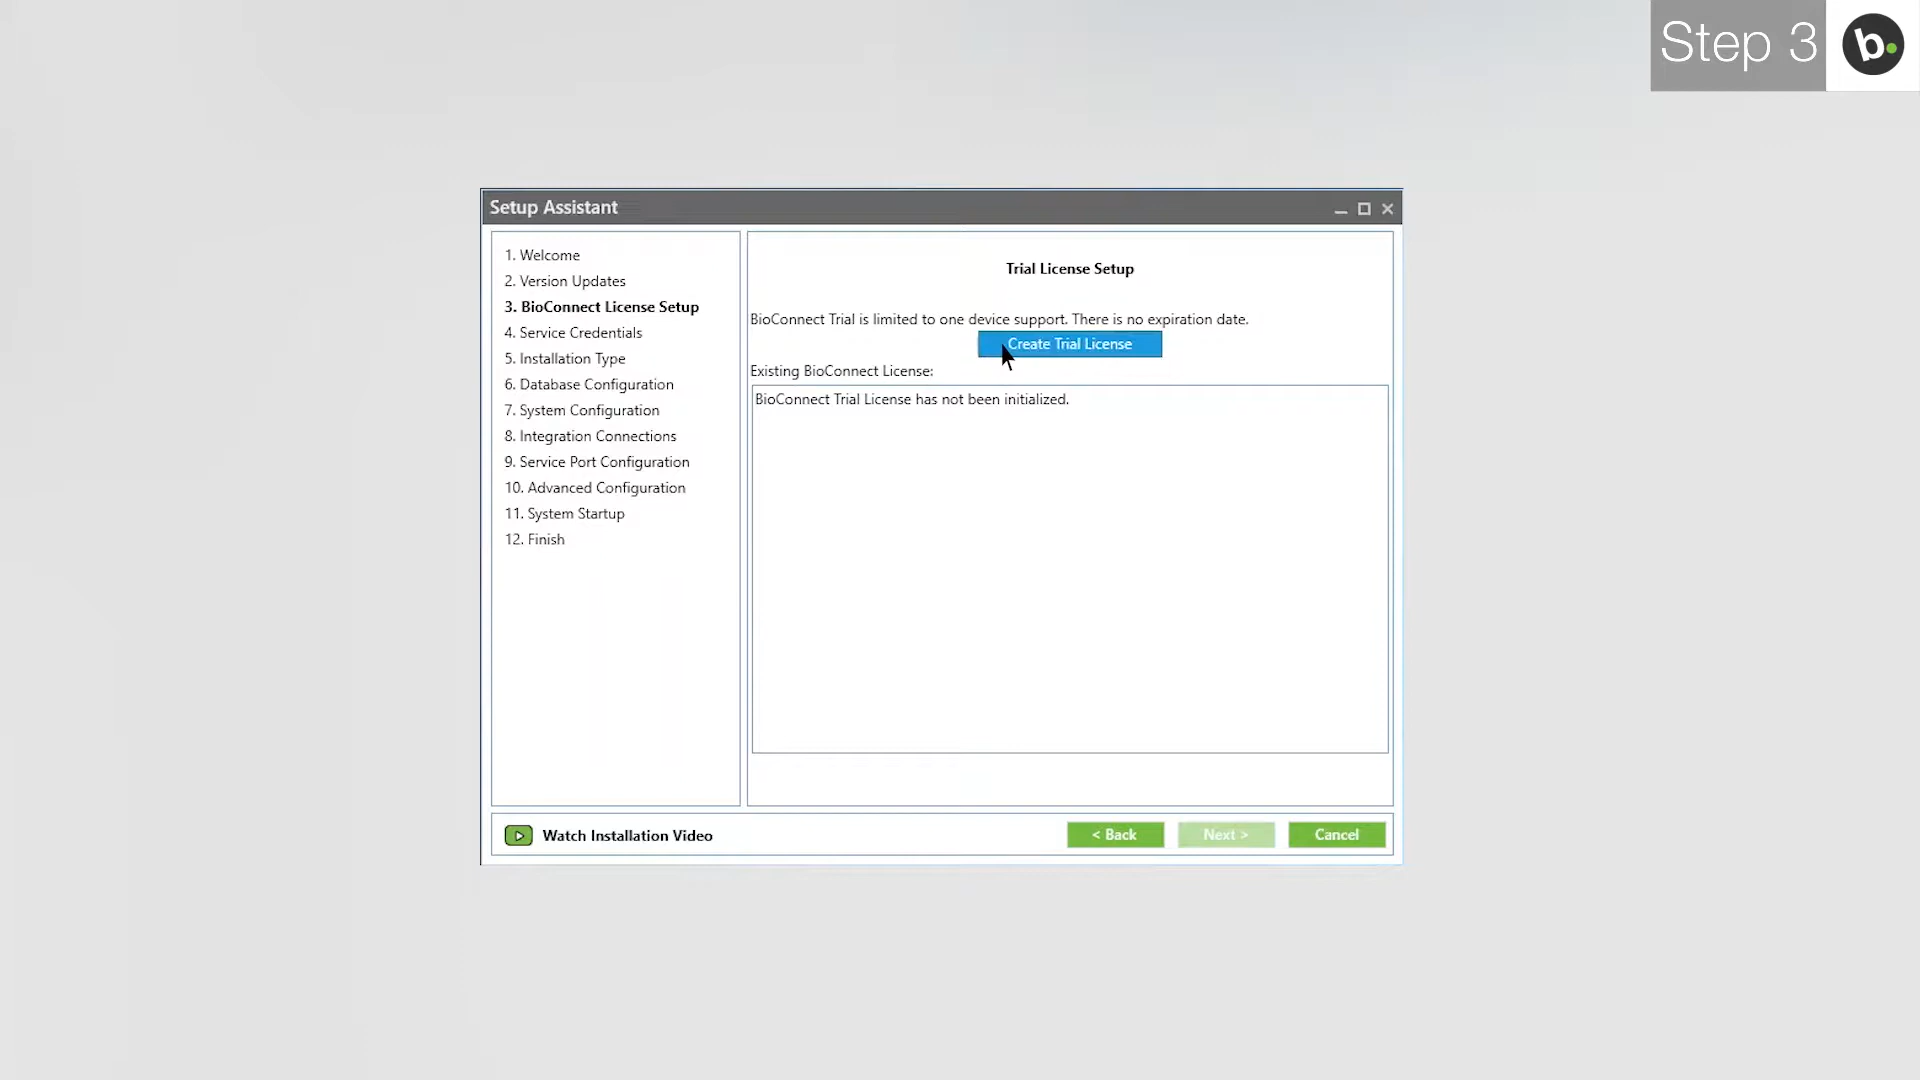 Step 3
b.
Setup Assistant
1. Welcome
2. Version Updates
3. BioConnect License Setup
4. Service Credentials
5. Installation Type
6. Database Configuration
7. System Configuration
8. Integration Connections
9. Service Port Configuration
10. Advanced Configuration
11. System Startup
12. Finish
Trial License Setup
BioConnect Trial is limited to one device support. There is no expiration date.
Create Trial License
Existing BioConnect License:
BioConnect Trial License has not been initialized.
Watch Installation Video
< Back
Next >
Cancel